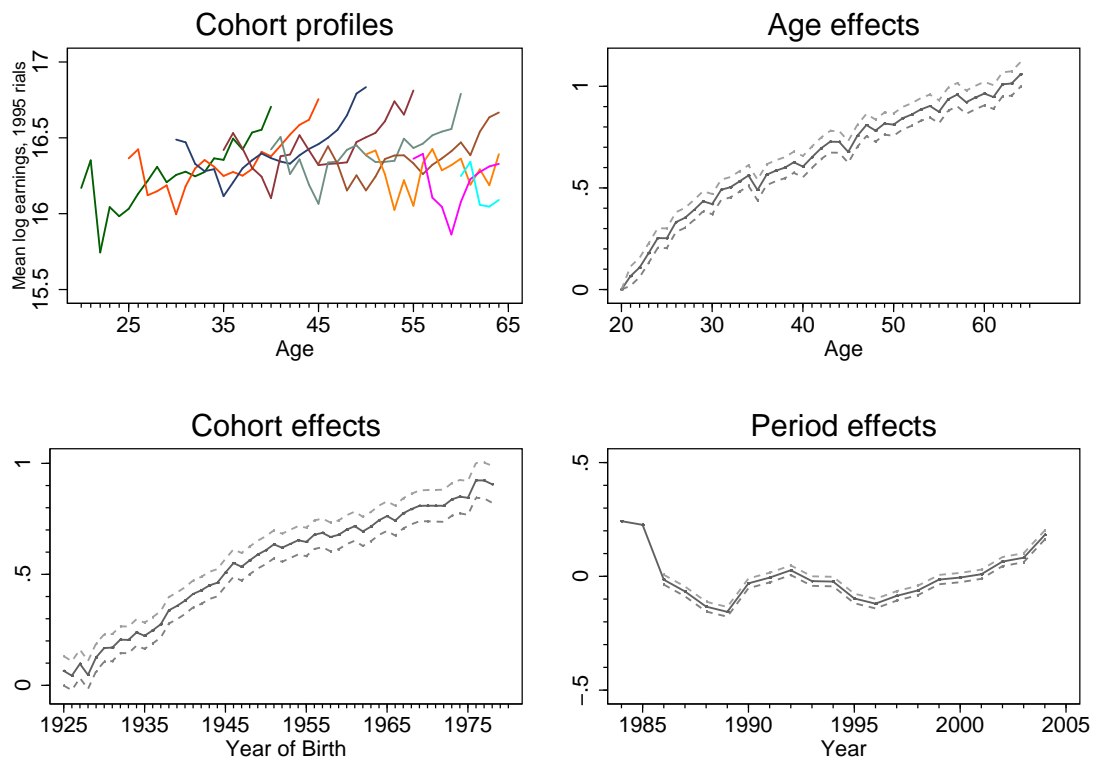 Cohort profiles
Mean log earnings, 1995 rials
17
16.5
16
15.5
25 35 45 55 65
Age
Age effects
1
.5
0
20 30 40 50 60
Age
Cohort effects
1
.5
0
1925 1935 1945 1955 1965 1975
Year of Birth
Period effects
.5
0
−.5
1985 1990 1995 2000 2005
Year